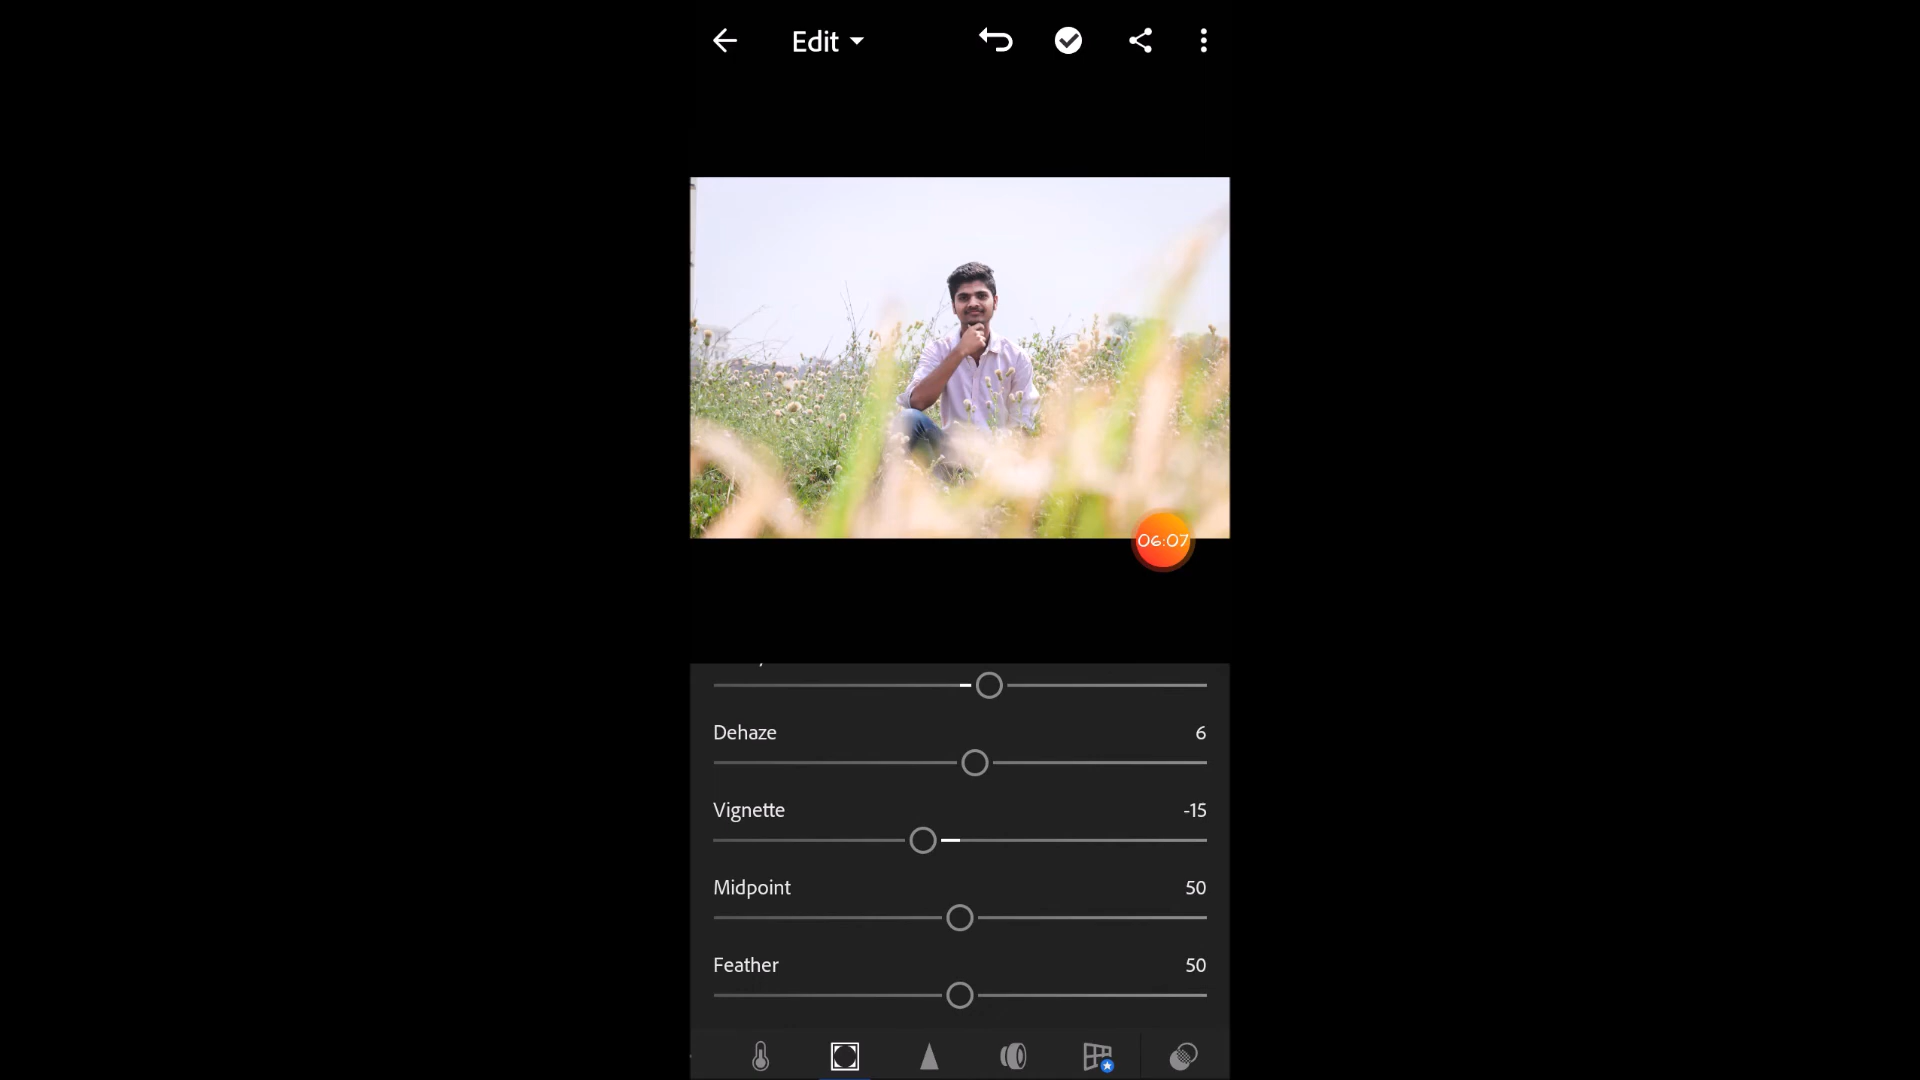 Edit
06:07
Dehaze 6
Vignette -15
Midpoint 50
Feather 50